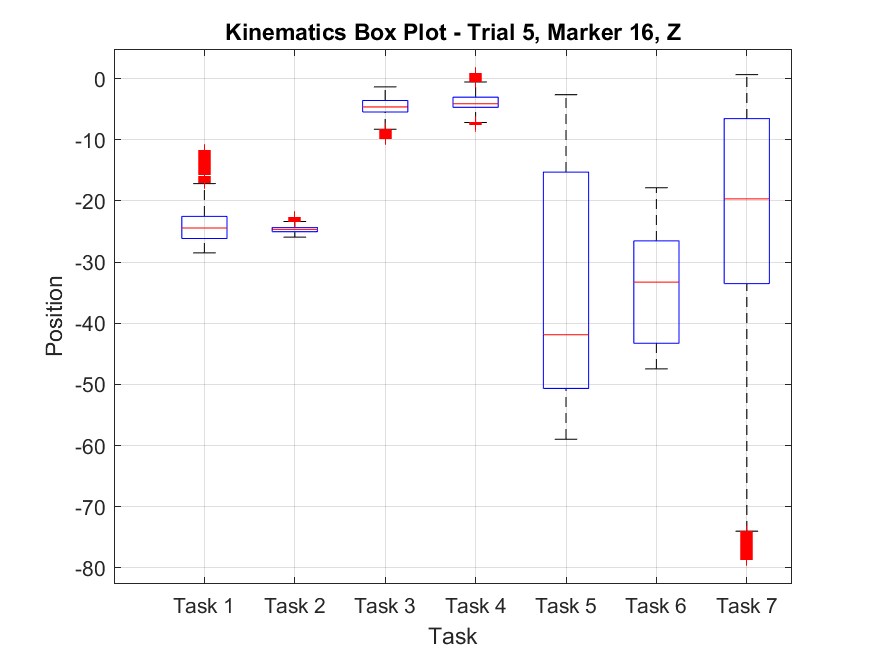 Kinematics Box Plot - Trial 5, Marker 16, Z
0
-10
-20
-30
-40
-50
-60
-70
-80
Position
Task 1 Task 2 Task 3 Task 4 Task 5 Task 6 Task 7
Task